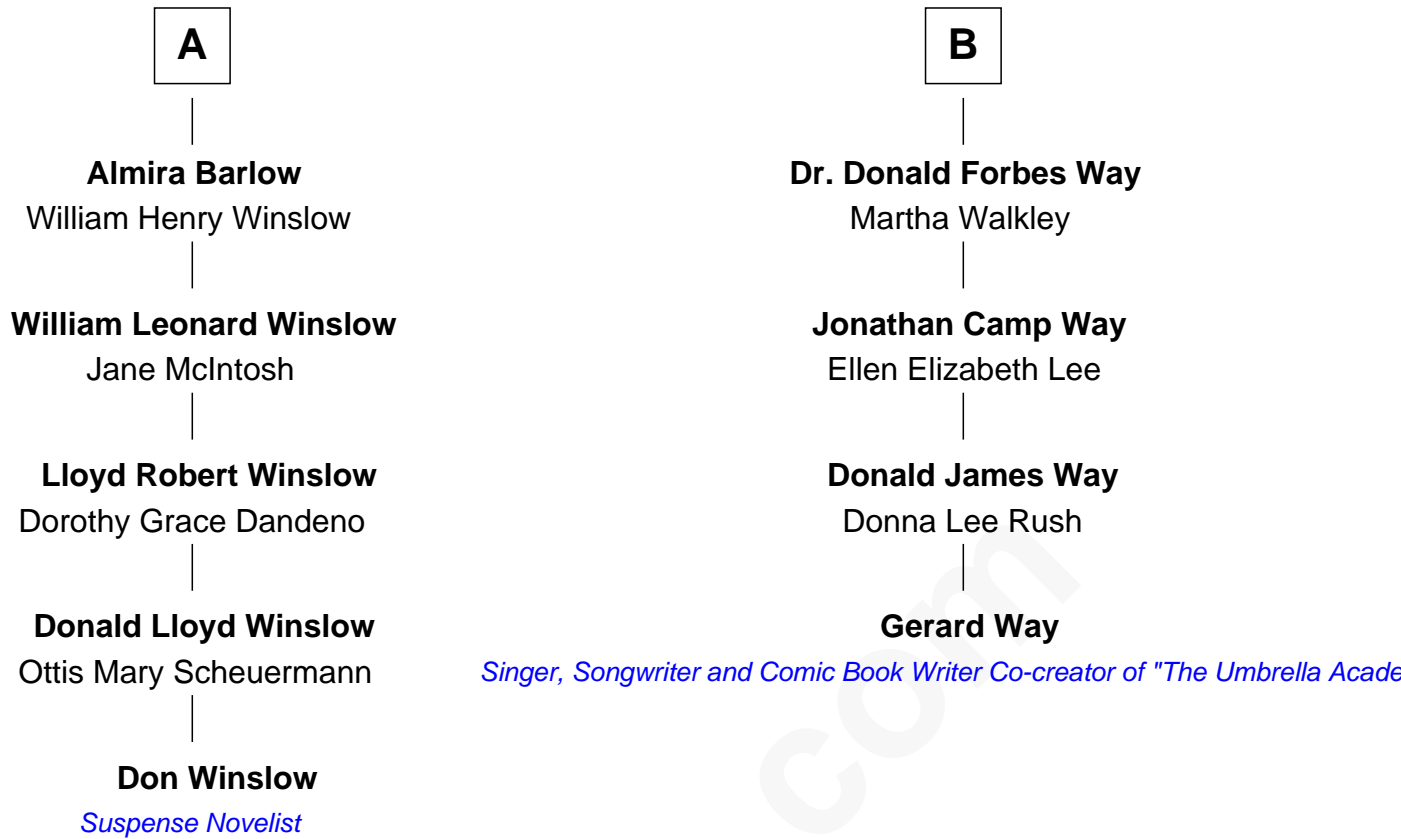 A
Almira Barlow
William Henry Winslow
William Leonard Winslow
Jane McIntosh
Lloyd Robert Winslow
Dorothy Grace Dandeno
Donald Lloyd Winslow
Ottis Mary Scheuermann
Don Winslow
Suspense Novelist
B
Dr. Donald Forbes Way
Martha Walkley
Jonathan Camp Way
Ellen Elizabeth Lee
Donald James Way
Donna Lee Rush
Gerard Way
Singer, Songwriter and Comic Book Writer Co-creator of "The Umbrella Acade
com